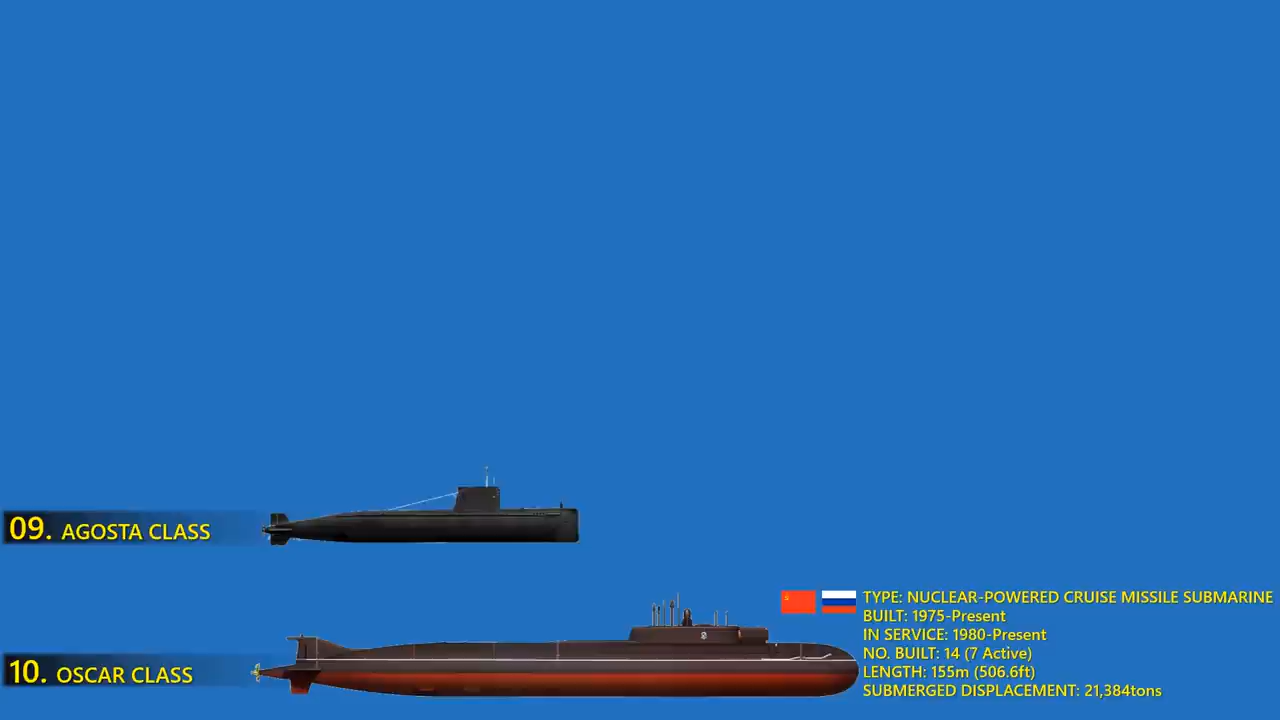 09. AGOSTA CLASS
10. OSCAR CLASS
TYPE: NUCLEAR-POWERED CRUISE MISSILE SUBMARINE
BUILT: 1975-Present
IN SERVICE: 1980-Present
NO. BUILT: 14 (7 Active)
LENGTH: 155m (506.6ft)
SUBMERGED DISPLACEMENT: 21,384tons